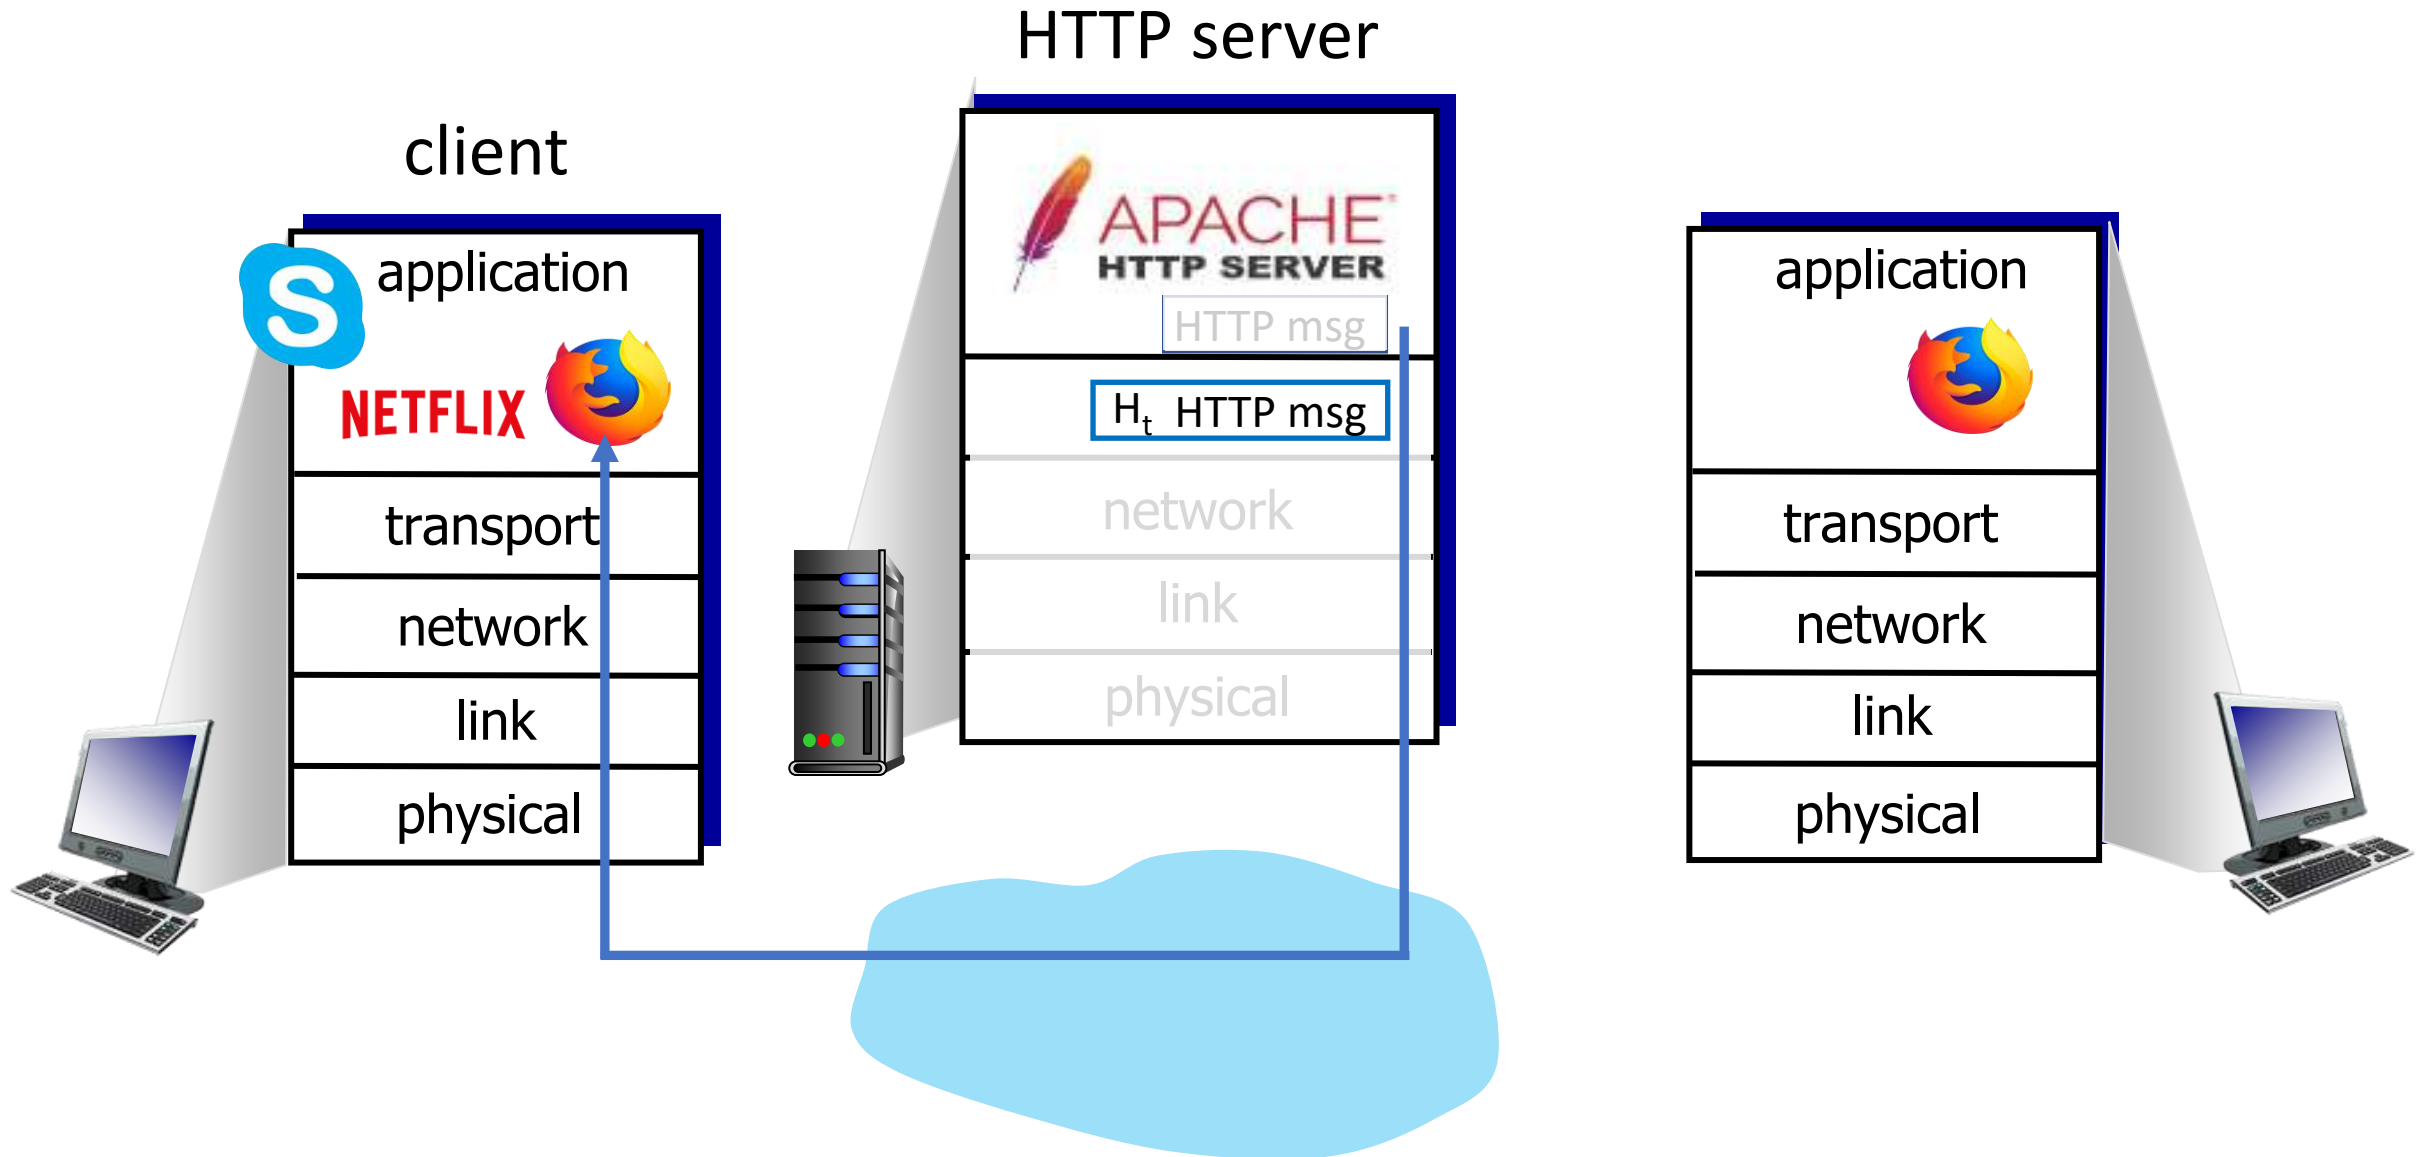 HTTP server
client
application
NETFLIX
transport
network
link
physical
APACHE
HTTP SERVER
HTTP msg
Ht HTTP msg
network
link
physical
application
transport
network
link
physical